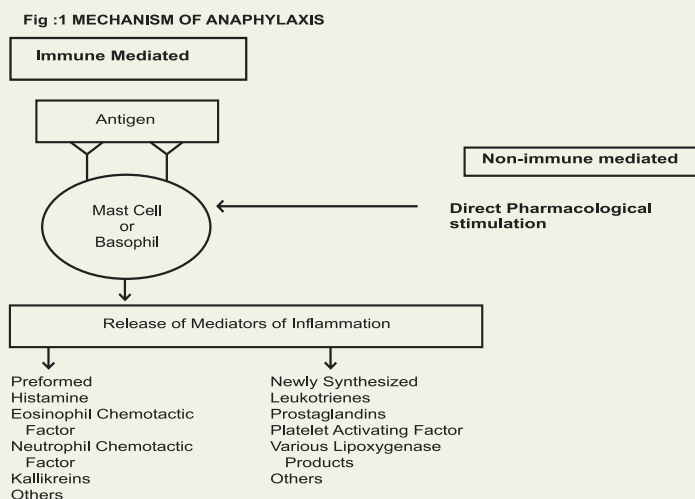 Fig :1 MECHANISM OF ANAPHYLAXIS
Immune Mediated
Antigen
Non-immune mediated
Mast Cell
or
Basophil
Direct Pharmacological
stimulation
Release of Mediators of Inflammation
Preformed
Histamine
Eosinophil Chemotactic
Factor
Neutrophil Chemotactic
Factor
Kallikreins
Others
Newly Synthesized
Leukotrienes
Prostaglandins
Platelet Activating Factor
Various Lipoxygenase
Products
Others